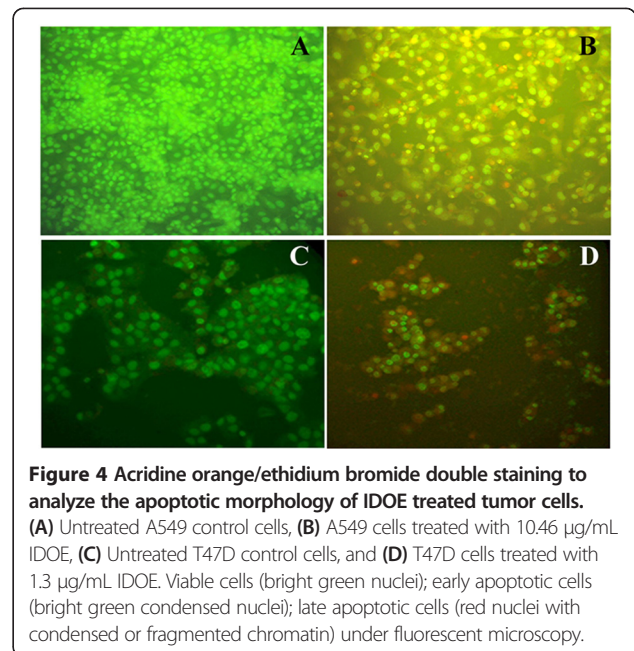 A
B
C
D
Figure 4 Acridine orange/ethidium bromide double staining to
analyze the apoptotic morphology of IDOE treated tumor cells.
(A) Untreated A549 control cells, (B) A549 cells treated with 10.46 μg/mL
IDOE, (C) Untreated T47D control cells, and (D) T47D cells treated with
1.3 μg/mL IDOE. Viable cells (bright green nuclei); early apoptotic cells
(bright green condensed nuclei); late apoptotic cells (red nuclei with
condensed or fragmented chromatin) under fluorescent microscopy.